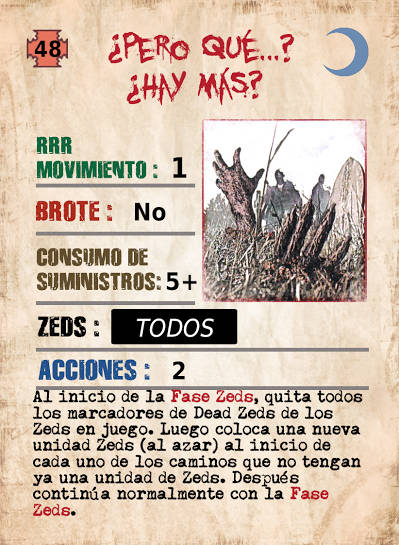 48
¿PERO QUÉ...?
¿HAY MÁS?
RRR
MOVIMIENTO : 1
BROTE : No
CONSUMO DE
SUMINISTROS: 5+
ZEDS : TODOS
ACCIONES : 2
Al inicio de la Fase Zeds, quita todos
los marcadores de Dead Zeds de los
Zeds en juego. Luego coloca una nueva
unidad Zeds (al azar) al inicio de
cada uno de los caminos que no tengan
ya una unidad de Zeds. Después
continúa normalmente con la Fase
Zeds.